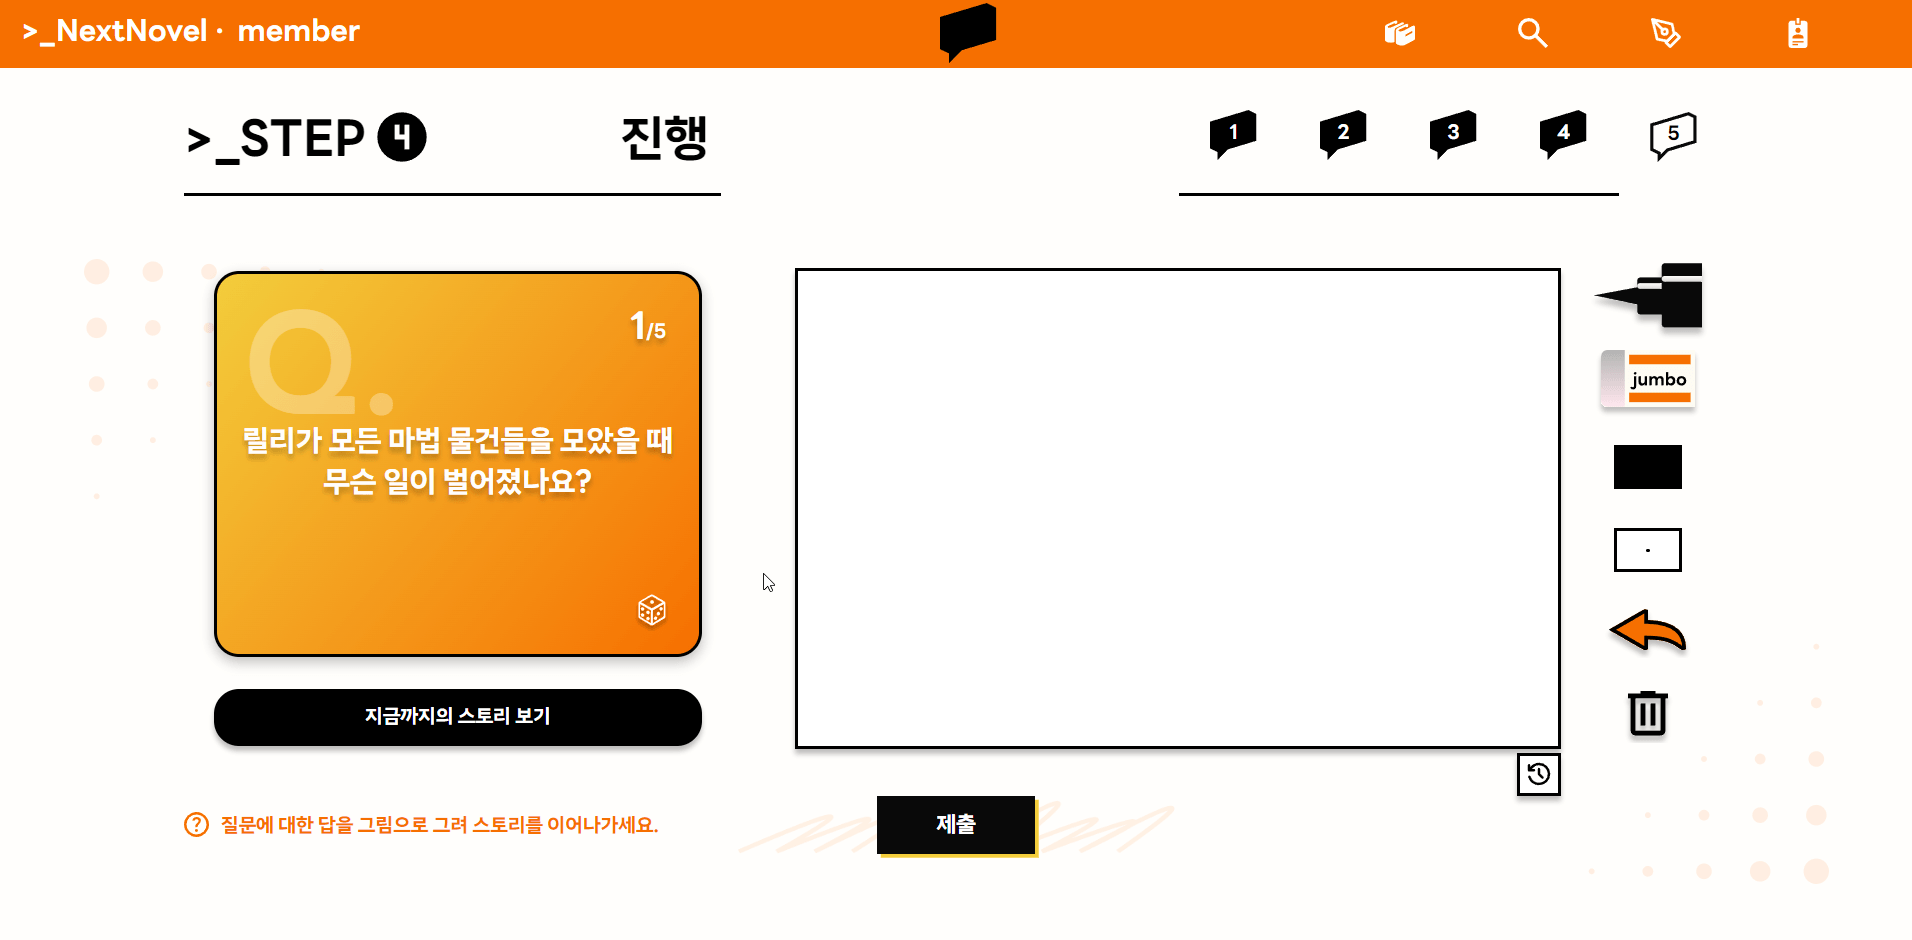 >_NextNovel · member
>_STEP 4 진행
1 2 3 4 5
Q.
1/5
릴리가 모든 마법 물건들을 모았을 때
무슨 일이 벌어졌나요?
jumbo
지금까지의 스토리 보기
질문에 대한 답을 그림으로 그려 스토리를 이어나가세요.
제출